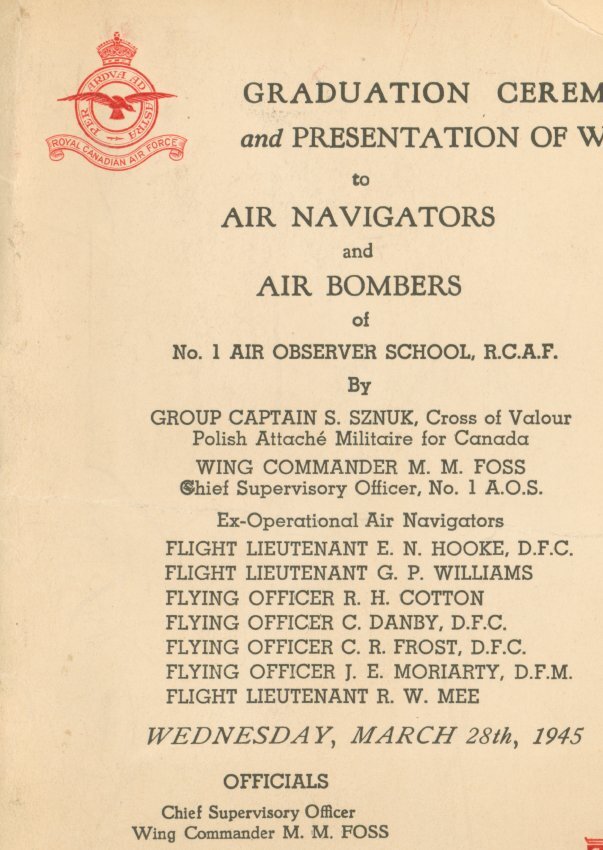 PER ARDVA AD ASTRA
ROYAL CANADIAN AIR FORCE
GRADUATION CEREM
and PRESENTATION OF W
to
AIR NAVIGATORS
and
AIR BOMBERS
of
No. 1 AIR OBSERVER SCHOOL, R.C.A.F.
By
GROUP CAPTAIN S. SZNUK, Cross of Valour
Polish Attaché Militaire for Canada
WING COMMANDER M. M. FOSS
Chief Supervisory Officer, No. 1 A.O.S.
Ex-Operational Air Navigators
FLIGHT LIEUTENANT E. N. HOOKE, D.F.C.
FLIGHT LIEUTENANT G. P. WILLIAMS
FLYING OFFICER R. H. COTTON
FLYING OFFICER C. DANBY, D.F.C.
FLYING OFFICER C. R. FROST, D.F.C.
FLYING OFFICER J. E. MORIARTY, D.F.M.
FLIGHT LIEUTENANT R. W. MEE
WEDNESDAY, MARCH 28th, 1945
OFFICIALS
Chief Supervisory Officer
Wing Commander M. M. FOSS